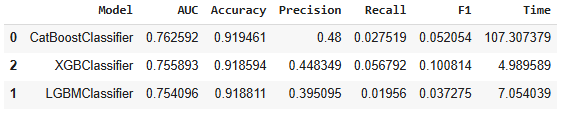 Model AUC Accuracy Precision Recall F1 Time
0 CatBoostClassifier 0.762592 0.919461 0.48 0.027519 0.052054 107.307379
2 XGBClassifier 0.755893 0.918594 0.448349 0.056792 0.100814 4.989589
1 LGBMClassifier 0.754096 0.918811 0.395095 0.01956 0.037275 7.054039